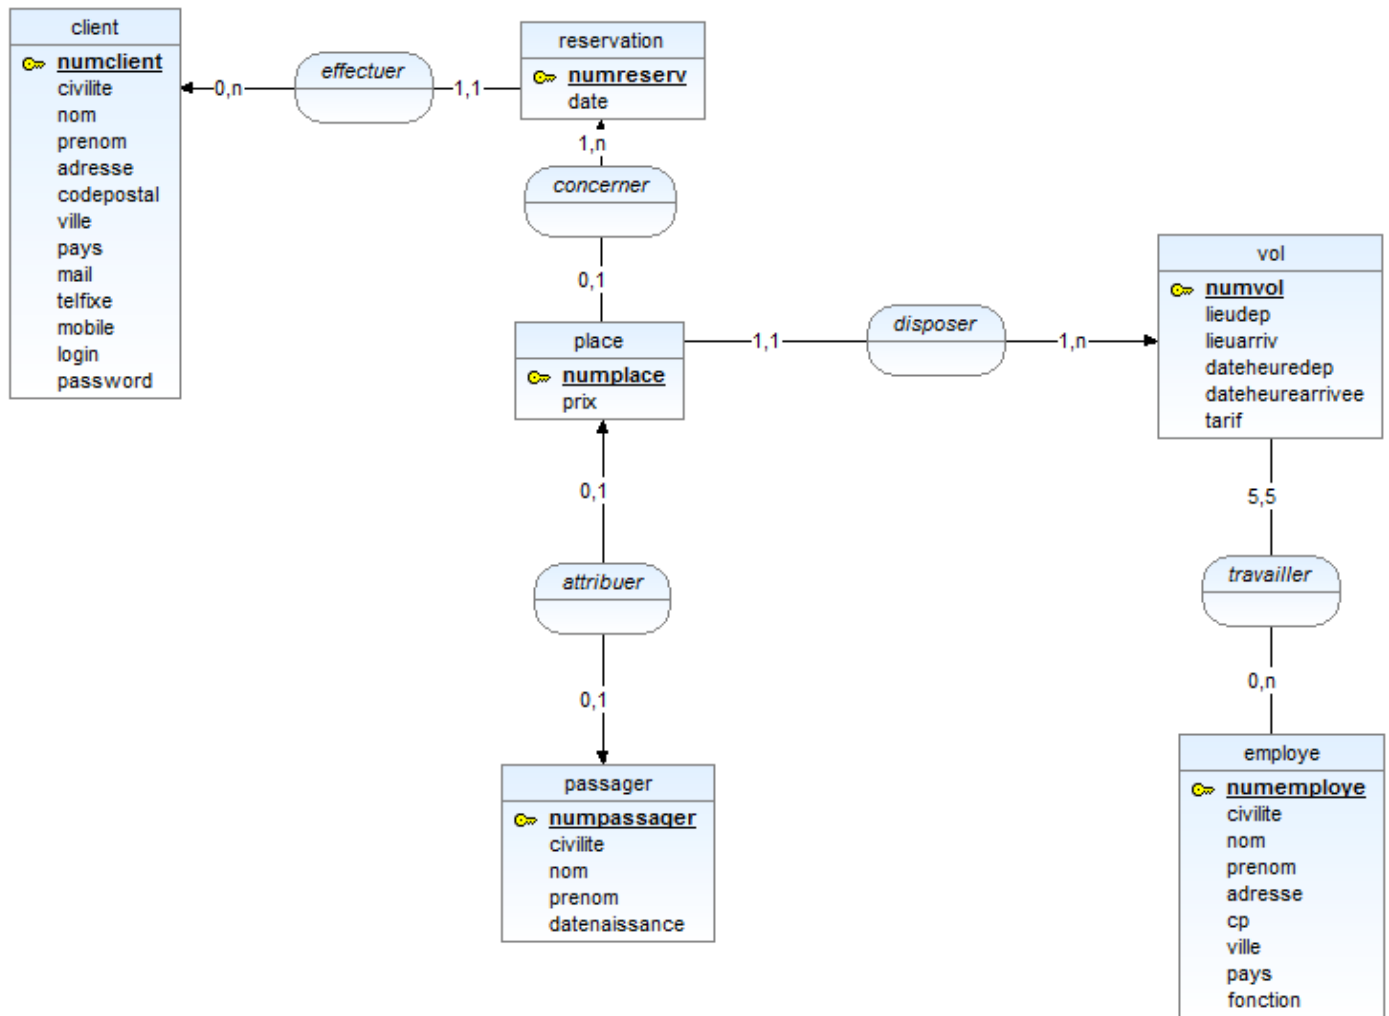 client
numclient
civilite
nom
prenom
adresse
codepostal
ville
pays
mail
telfixe
mobile
login
password
0,n
effectuer
1,1
reservation
numreserv
date
1,n
concerner
0,1
place
numplace
prix
1,1
disposer
1,n
vol
numvol
lieudep
lieuarriv
dateheuredep
dateheurearrivee
tarif
0,1
attribuer
0,1
passager
numpassager
civilite
nom
prenom
datenaissance
5,5
travailler
0,n
employe
numemploye
civilite
nom
prenom
adresse
cp
ville
pays
fonction